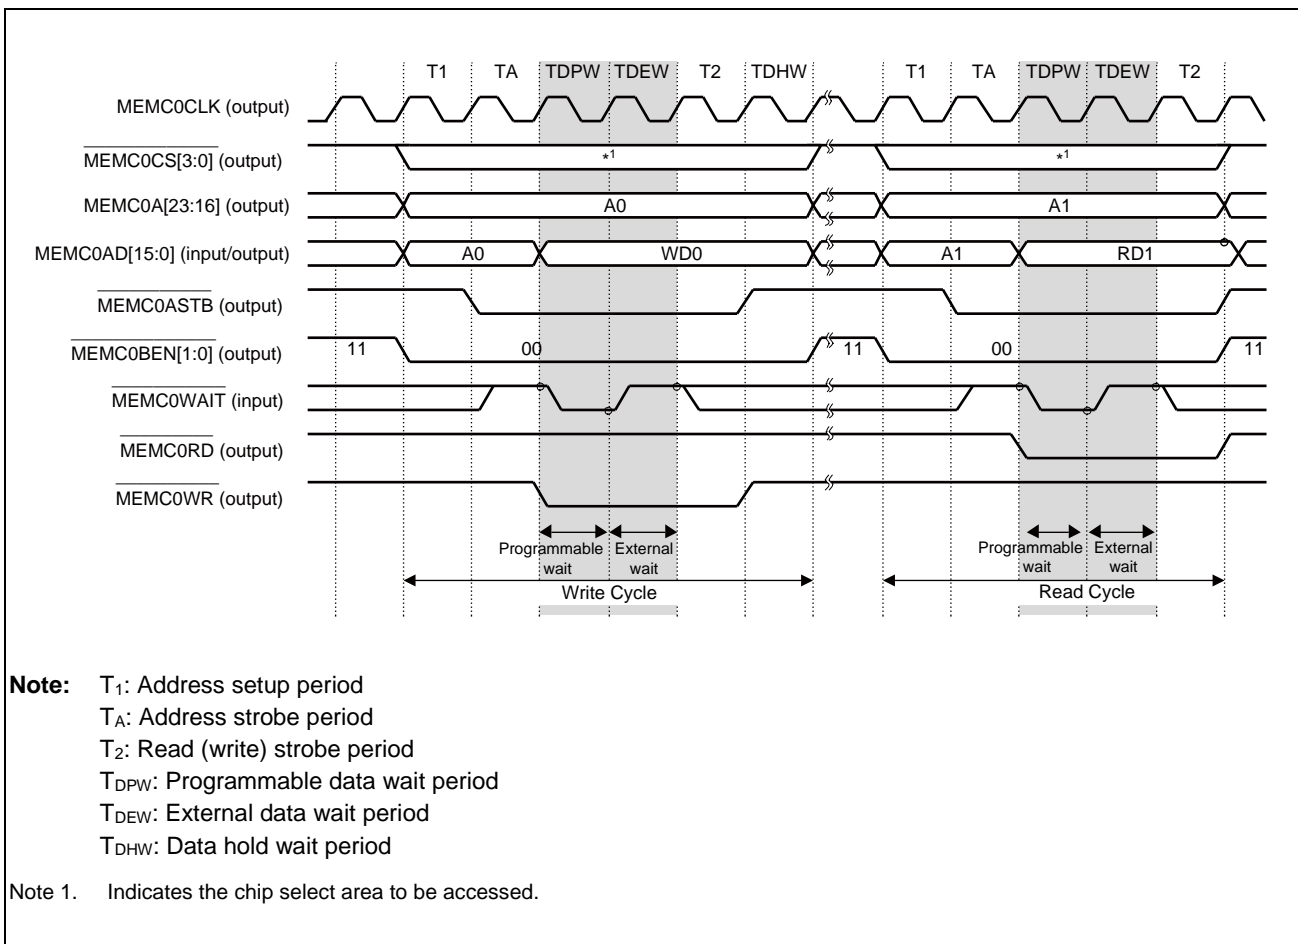 T1 TA TDPW TDEW T2 TDHW T1 TA TDPW TDEW T2
MEMC0CLK (output)
MEMC0CS[3:0] (output) *1 *1
MEMC0A[23:16] (output) A0 A1
MEMC0AD[15:0] (input/output) A0 WD0 A1 RD1
MEMC0ASTB (output)
MEMC0BEN[1:0] (output) 11 00 11 00 11
MEMC0WAIT (input)
MEMC0RD (output)
MEMC0WR (output)
Programmable External Programmable External
wait wait wait wait
Write Cycle Read Cycle
Note: T1: Address setup period
TA: Address strobe period
T2: Read (write) strobe period
TDPW: Programmable data wait period
TDEW: External data wait period
TDHW: Data hold wait period
Note 1. Indicates the chip select area to be accessed.